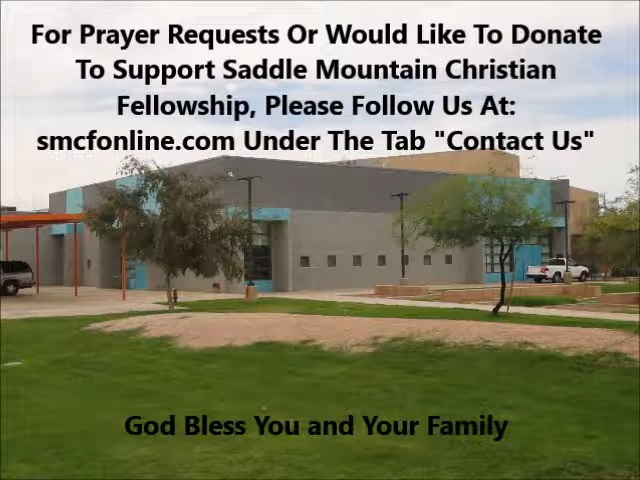 For Prayer Requests Or Would Like To Donate
To Support Saddle Mountain Christian
Fellowship, Please Follow Us At:
smcfonline.com Under The Tab "Contact Us"
God Bless You and Your Family